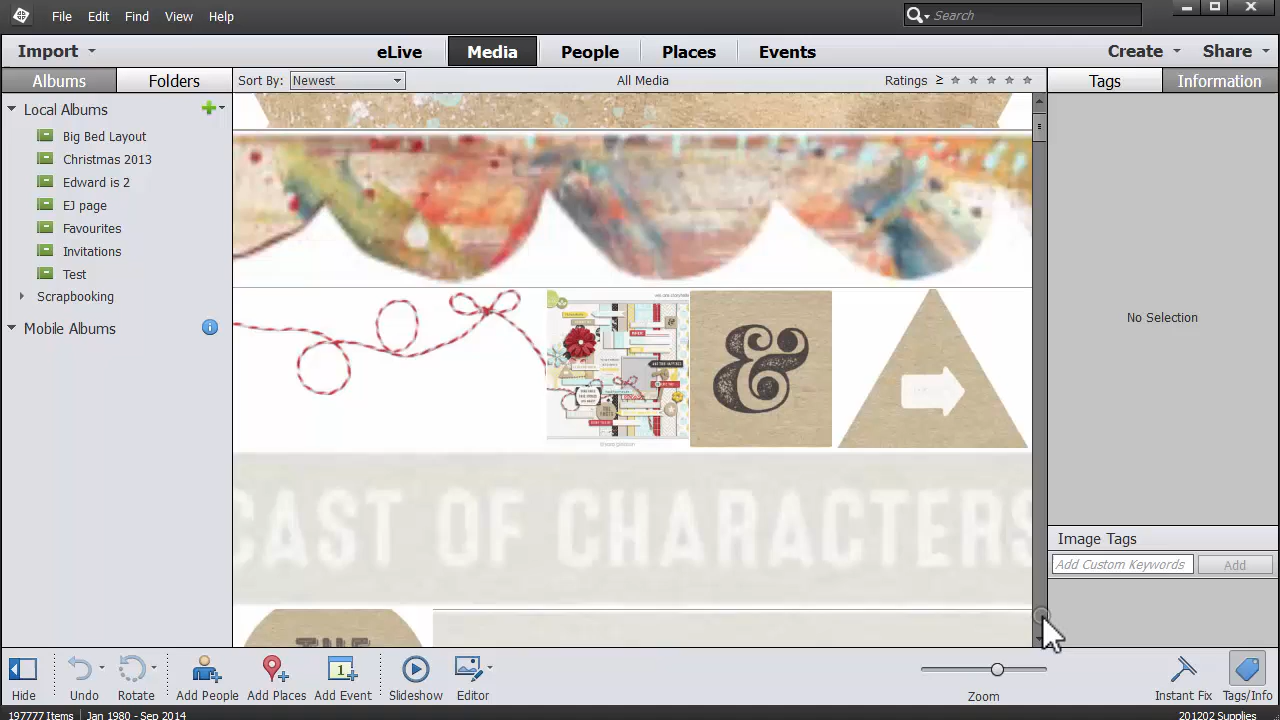 File Edit Find View Help Search
Import eLive Media People Places Events Create Share
Albums Folders Sort By: Newest All Media Ratings ≥ Tags Information
Local Albums
Big Bed Layout
Christmas 2013
Edward is 2
EJ page
Favourites
Invitations
Test
Scrapbooking
Mobile Albums
No Selection
&
CAST OF CHARACTERS
Image Tags
Add Custom Keywords Add
THE
Hide Undo Rotate Add People Add Places Add Event Slideshow Editor Zoom Instant Fix Tags/Info
197777 Items Jan 1980 - Sep 2014 201202 Supplies